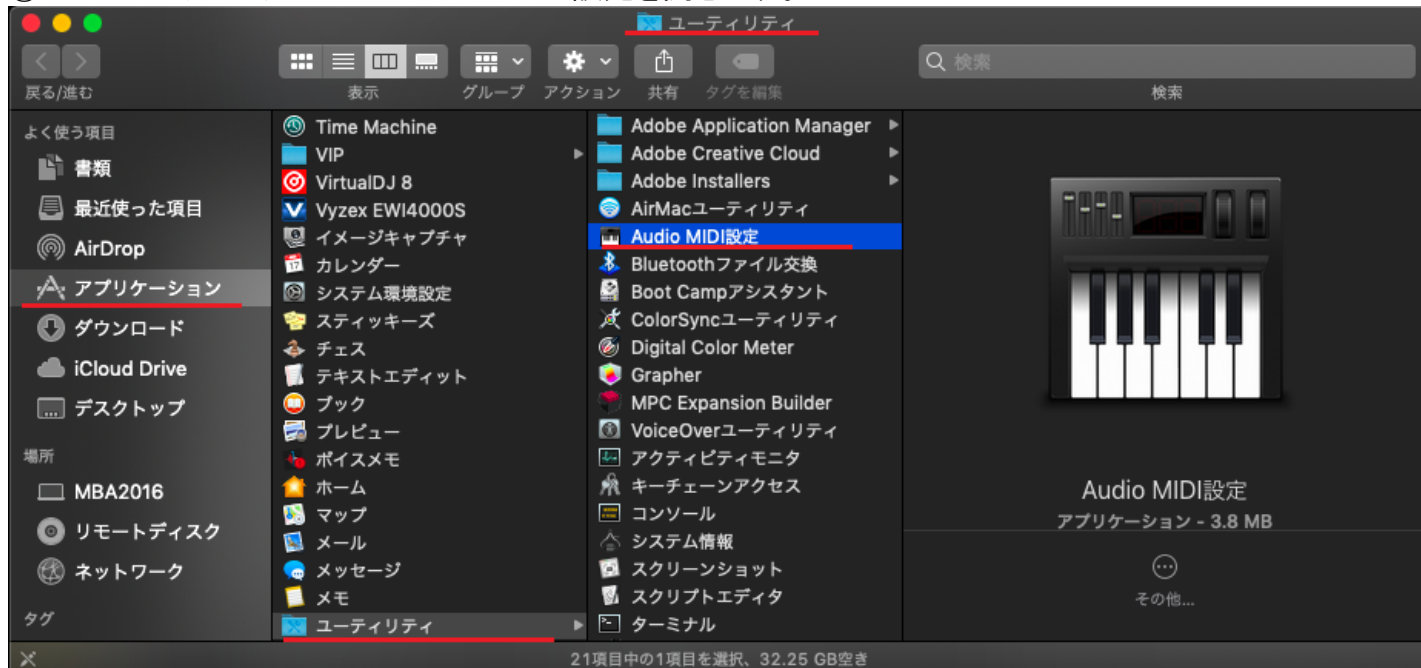 ユーティリティ
検索
戻る/進む
表示
グループ
アクション
共有
タグを編集
検索
よく使う項目
書類
最近使った項目
AirDrop
アプリケーション
ダウンロード
iCloud Drive
デスクトップ
場所
MBA2016
リモートディスク
ネットワーク
タグ
Time Machine
VIP
VirtualDJ 8
Vyzex EWI4000S
イメージキャプチャ
カレンダー
システム環境設定
スティッキーズ
チェス
テキストエディット
ブック
プレビュー
ボイスメモ
ホーム
マップ
メール
メッセージ
メモ
ユーティリティ
Adobe Application Manager
Adobe Creative Cloud
Adobe Installers
AirMacユーティリティ
Audio MIDI設定
Bluetoothファイル交換
Boot Campアシスタント
ColorSyncユーティリティ
Digital Color Meter
Grapher
MPC Expansion Builder
VoiceOverユーティリティ
アクティビティモニタ
キーチェーンアクセス
コンソール
システム情報
スクリーンショット
スクリプトエディタ
ターミナル
Audio MIDI設定
アプリケーション - 3.8 MB
その他...
21項目中の1項目を選択、32.25 GB空き